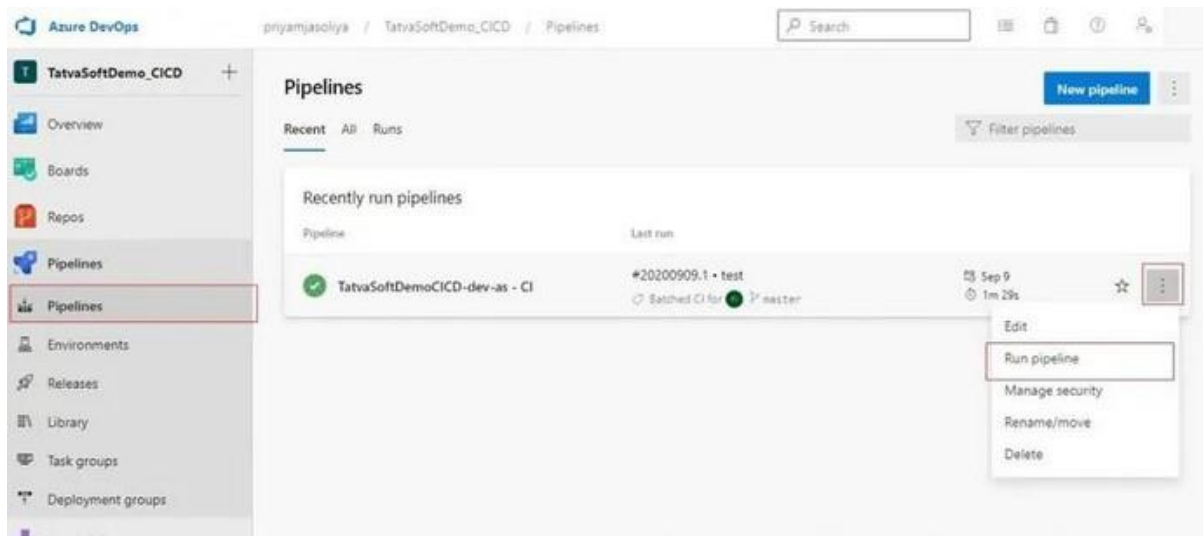 Azure DevOps
priyamjasoliya / TatvaSoftDemo_CICD / Pipelines
Search
T TatvaSoftDemo_CICD
Overview
Boards
Repos
Pipelines
Pipelines
Environments
Releases
Library
Task groups
Deployment groups
Pipelines
New pipeline
Recent All Runs
Filter pipelines
Recently run pipelines
Pipeline Last run
TatvaSoftDemoCICD-dev-as - CI
#20200909.1 • test
Batched CI for master
Sep 9
1m 29s
Edit
Run pipeline
Manage security
Rename/move
Delete